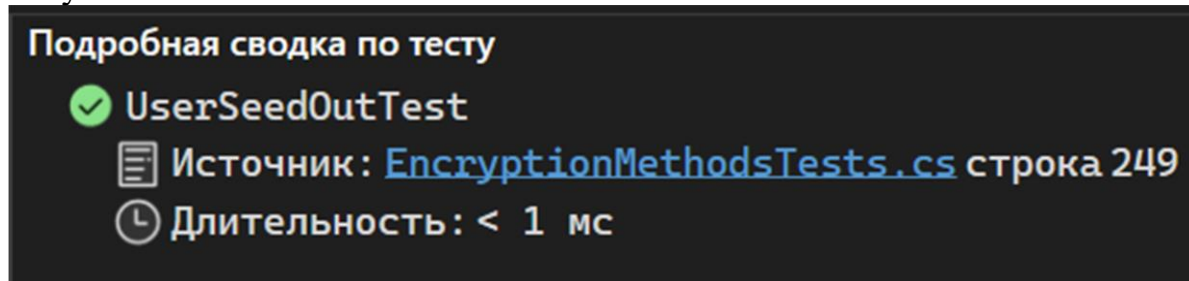 Подробная сводка по тесту
UserSeedOutTest
Источник: EncryptionMethodsTests.cs строка 249
Длительность: < 1 мс